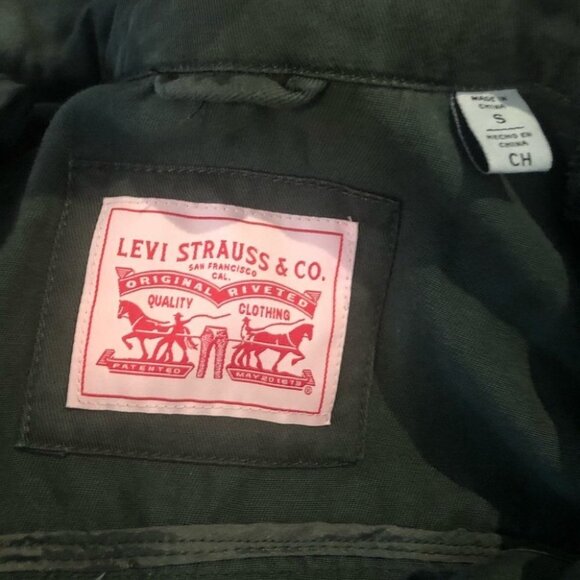 LEVI STRAUSS & CO.
SAN FRANCISCO
CAL.
ORIGINAL RIVETED
QUALITY CLOTHING
PATENTED MAY 20 1873
®
MADE IN
CHINA
S
HECHO EN
CHINA
CH